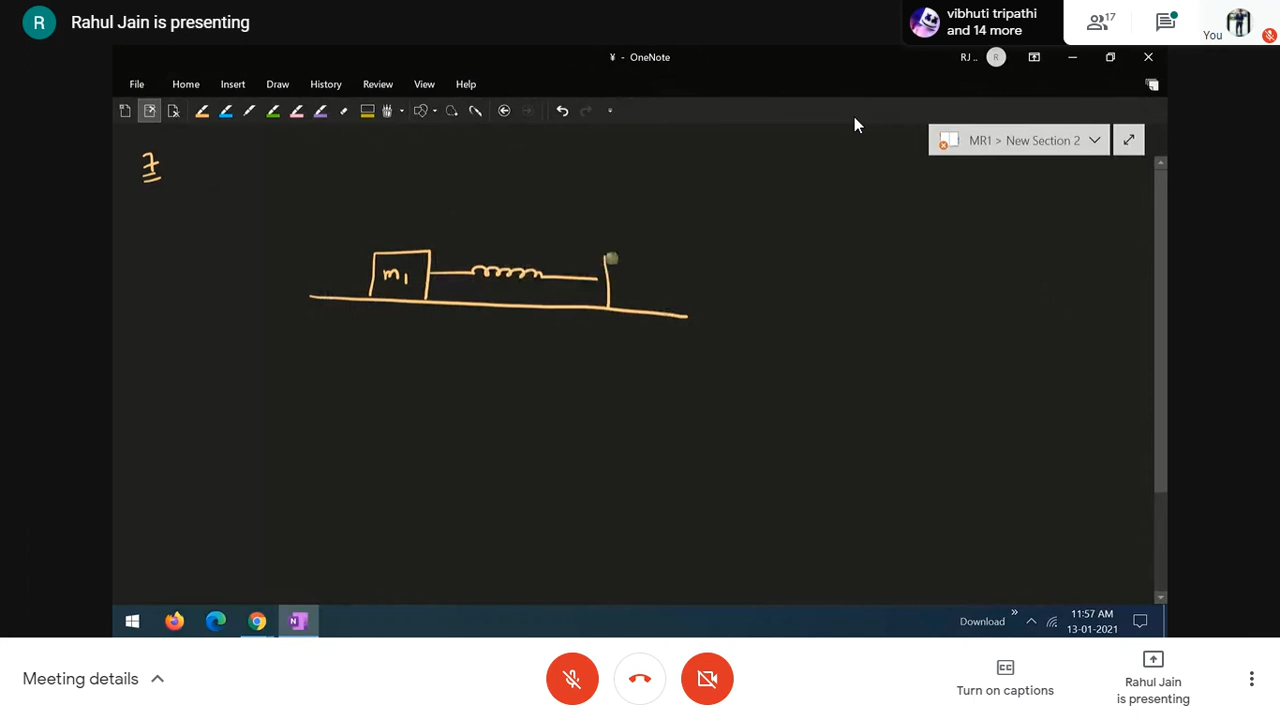 R Rahul Jain is presenting
vibhuti tripathi
and 14 more
17
You
¥ - OneNote
RJ ..
R
File Home Insert Draw History Review View Help
MR1 > New Section 2
7
m1
Download
11:57 AM
13-01-2021
Meeting details
Turn on captions
Rahul Jain
is presenting